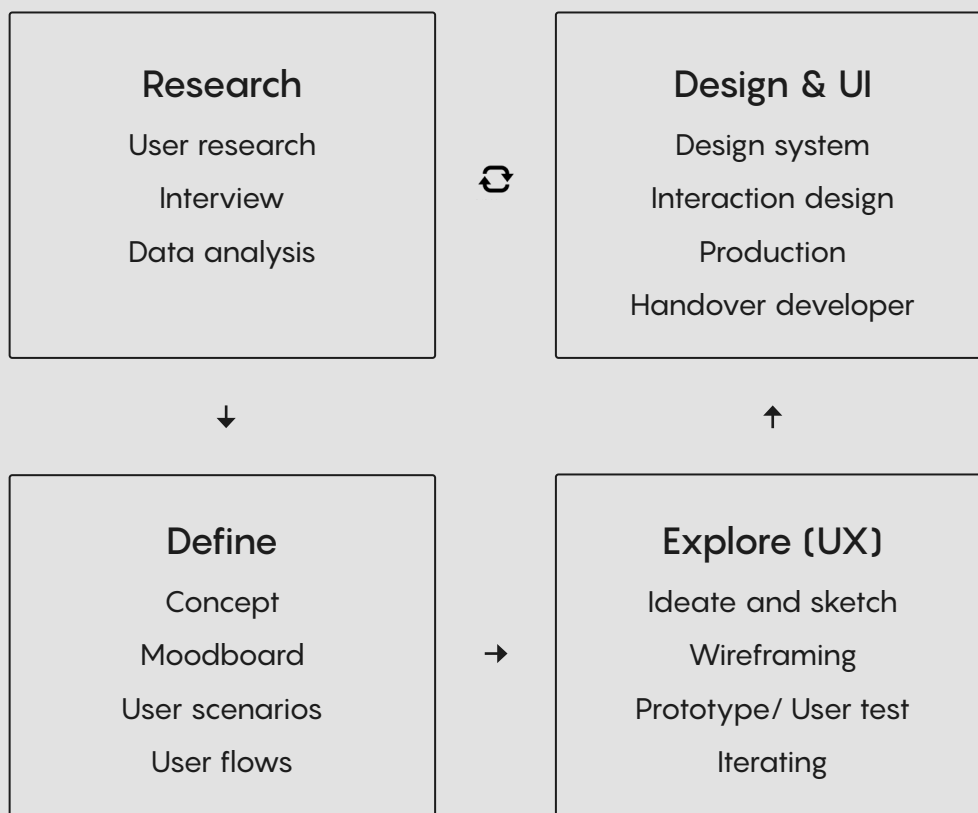 Research
User research
Interview
Data analysis
Design & UI
Design system
Interaction design
Production
Handover developer
Define
Concept
Moodboard
User scenarios
User flows
Explore (UX)
Ideate and sketch
Wireframing
Prototype/ User test
Iterating